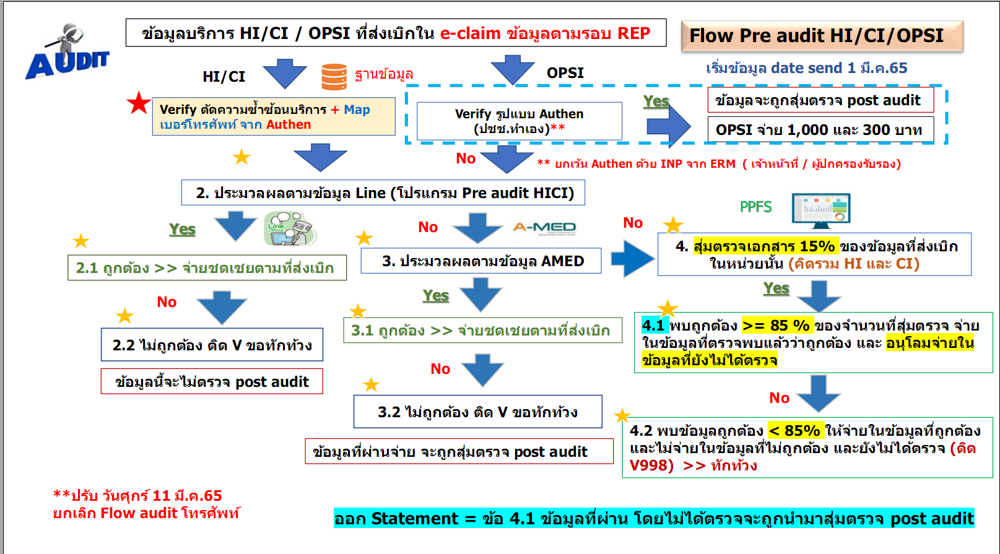 AUDIT
ข้อมูลบริการ HI/CI / OPSI ที่ส่งเบิกใน e-claim ข้อมูลตามรอบ REP
Flow Pre audit HI/CI/OPSI
เริ่มข้อมูล date send 1 มี.ค.65
HI/CI
ฐานข้อมูล
OPSI
Verify ตัดความซ้ำซ้อนบริการ + Map
เบอร์โทรศัพท์ จาก Authen
Verify รูปแบบ Authen
(ปชช.ทำเอง)**
Yes
ข้อมูลจะถูกสุ่มตรวจ post audit
OPSI จ่าย 1,000 และ 300 บาท
No
** ยกเว้น Authen ด้วย INP จาก ERM ( เจ้าหน้าที่ / ผู้ปกครองรับรอง)
2. ประมวลผลตามข้อมูล Line (โปรแกรม Pre audit HICI)
Yes
Line
Official
No
A-MED
No
PPFS
2.1 ถูกต้อง >> จ่ายชดเชยตามที่ส่งเบิก
3. ประมวลผลตามข้อมูล AMED
4. สุ่มตรวจเอกสาร 15% ของข้อมูลที่ส่งเบิก
ในหน่วยนั้น (คิดรวม HI และ CI)
No
Yes
Yes
2.2 ไม่ถูกต้อง ติด V ขอทักท้วง
ข้อมูลนี้จะไม่ตรวจ post audit
3.1 ถูกต้อง >> จ่ายชดเชยตามที่ส่งเบิก
4.1 พบถูกต้อง >= 85 % ของจำนวนที่สุ่มตรวจ จ่าย
ในข้อมูลที่ตรวจพบแล้วว่าถูกต้อง และ อนุโลมจ่ายใน
ข้อมูลที่ยังไม่ได้ตรวจ
No
No
3.2 ไม่ถูกต้อง ติด V ขอทักท้วง
ข้อมูลที่ผ่านจ่าย จะถูกสุ่มตรวจ post audit
4.2 พบข้อมูลถูกต้อง < 85% ให้จ่ายในข้อมูลที่ถูกต้อง
และไม่จ่ายในข้อมูลที่ไม่ถูกต้อง และยังไม่ได้ตรวจ (ติด
V998) >> ทักท้วง
**ปรับ วันศุกร์ 11 มี.ค.65
ยกเลิก Flow audit โทรศัพท์
ออก Statement = ข้อ 4.1 ข้อมูลที่ผ่าน โดยไม่ได้ตรวจจะถูกนำมาสุ่มตรวจ post audit